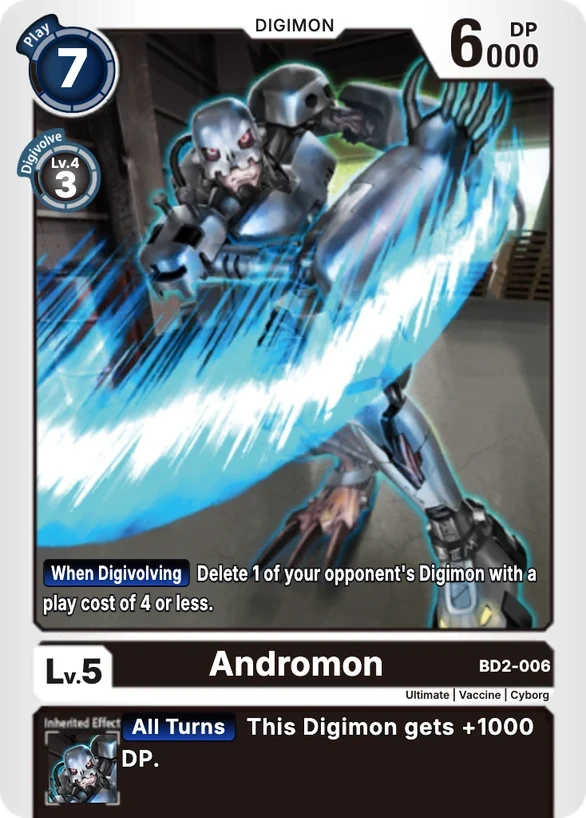 DIGIMON
Play
7
DP
6000
Digivolve
Lv.4
3
When Digivolving Delete 1 of your opponent's Digimon with a
play cost of 4 or less.
Lv.5
Andromon
BD2-006
Ultimate | Vaccine | Cyborg
Inherited Effect
All Turns This Digimon gets +1000
DP.